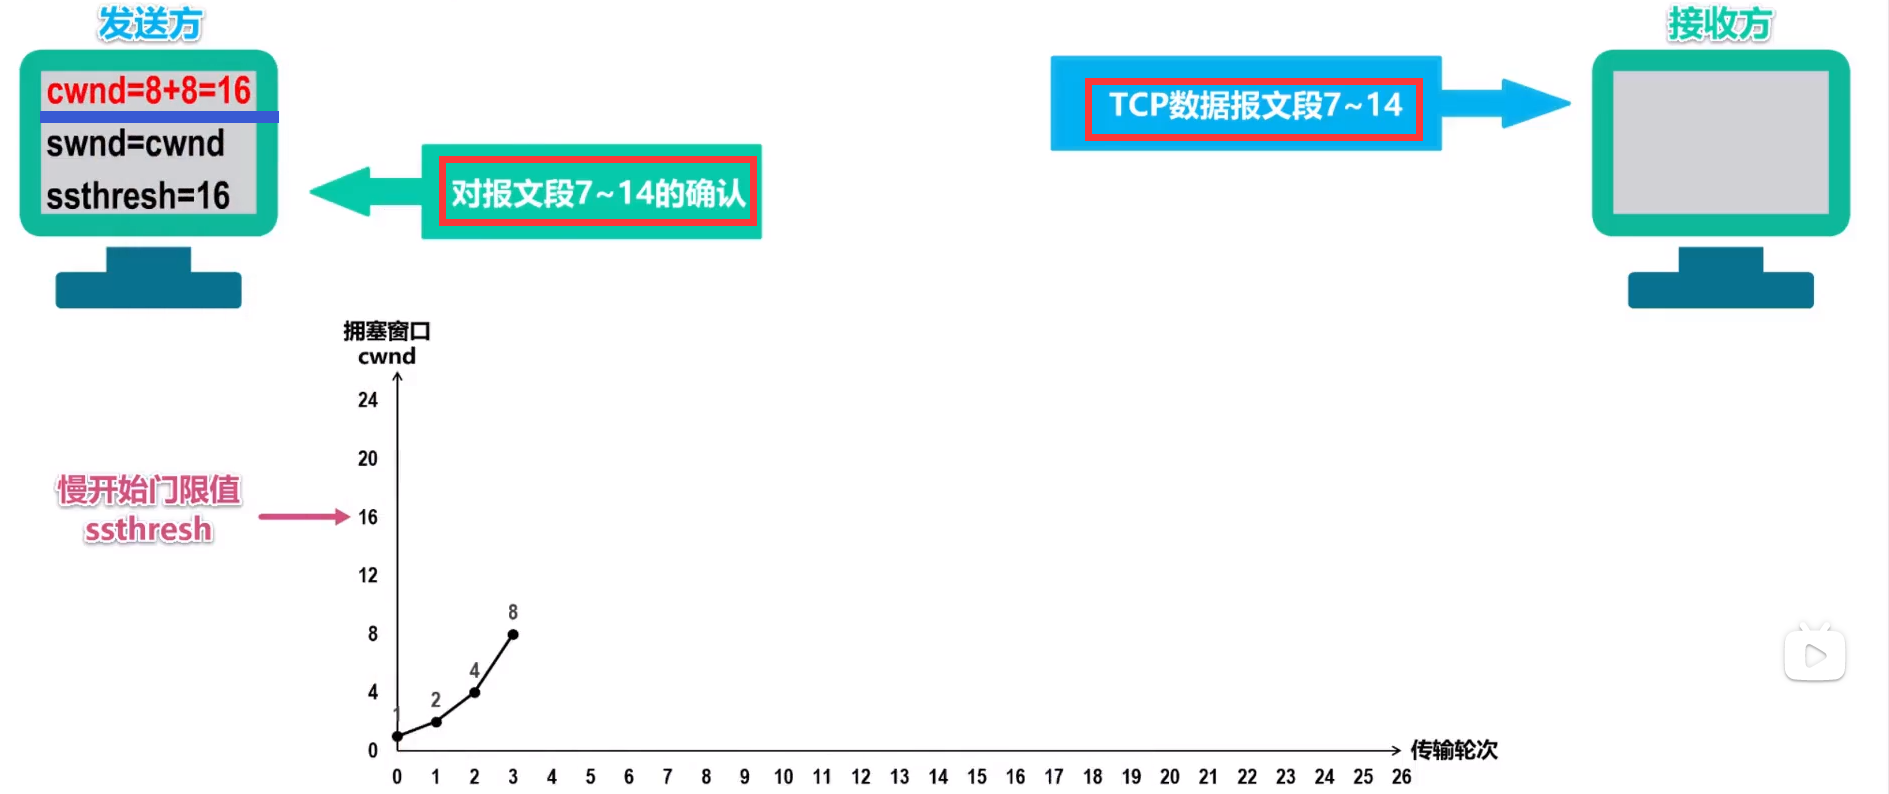 发送方
接收方
cwnd=8+8=16
swnd=cwnd
ssthresh=16
TCP数据报文段7~14
对报文段7~14的确认
拥塞窗口
cwnd
24
20
慢开始门限值
ssthresh
16
12
8
8
4
4
2
1
0
传输轮次
0 1 2 3 4 5 6 7 8 9 10 11 12 13 14 15 16 17 18 19 20 21 22 23 24 25 26